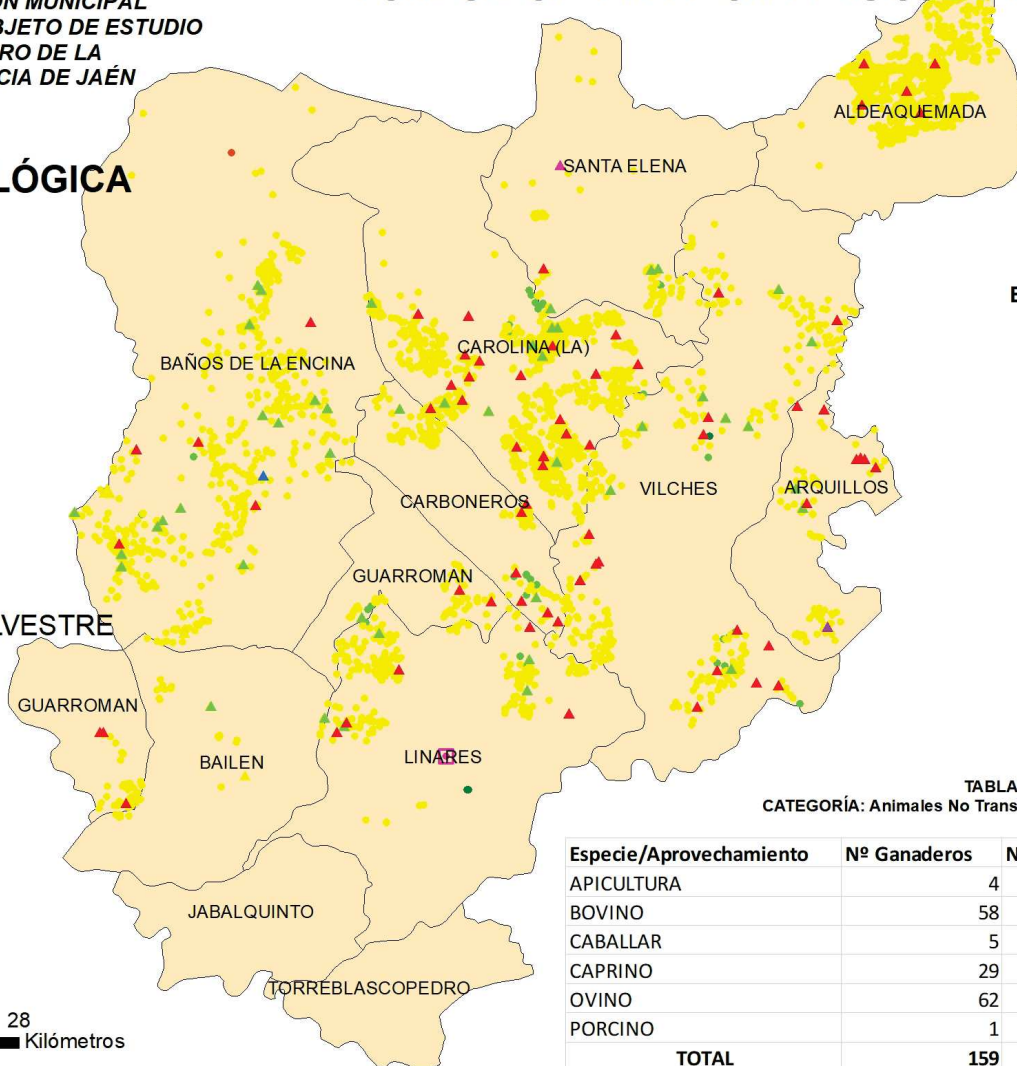 ÓN MUNICIPAL
BJETO DE ESTUDIO
RO DE LA
CIA DE JAÉN
LÓGICA
ALDEAQUEMADA
SANTA ELENA
CAROLINA (LA)
BAÑOS DE LA ENCINA
CARBONEROS
VILCHES
ARQUILLOS
GUARROMAN
LVESTRE
GUARROMAN
BAILEN
LINARES
JABALQUINTO
TORREBLASCOPEDRO
28
Kilómetros
TABLA
CATEGORÍA: Animales No Trans
Especie/Aprovechamiento Nº Ganaderos N
APICULTURA 4
BOVINO 58
CABALLAR 5
CAPRINO 29
OVINO 62
PORCINO 1
TOTAL 159